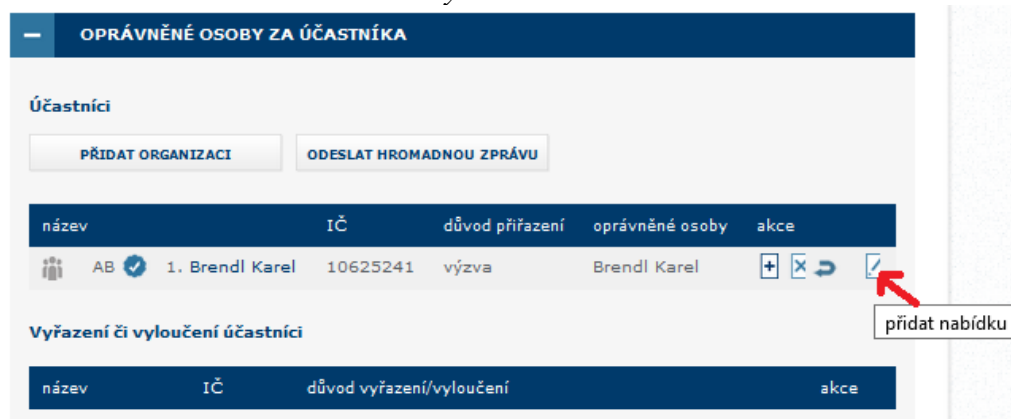 OPRÁVNĚNÉ OSOBY ZA ÚČASTNÍKA
Účastníci
PŘIDAT ORGANIZACI ODESLAT HROMADNOU ZPRÁVU
název IČ důvod přiřazení oprávněné osoby akce
AB 1. Brendl Karel 10625241 výzva Brendl Karel
přidat nabídku
Vyřazení či vyloučení účastníci
název IČ důvod vyřazení/vyloučení akce